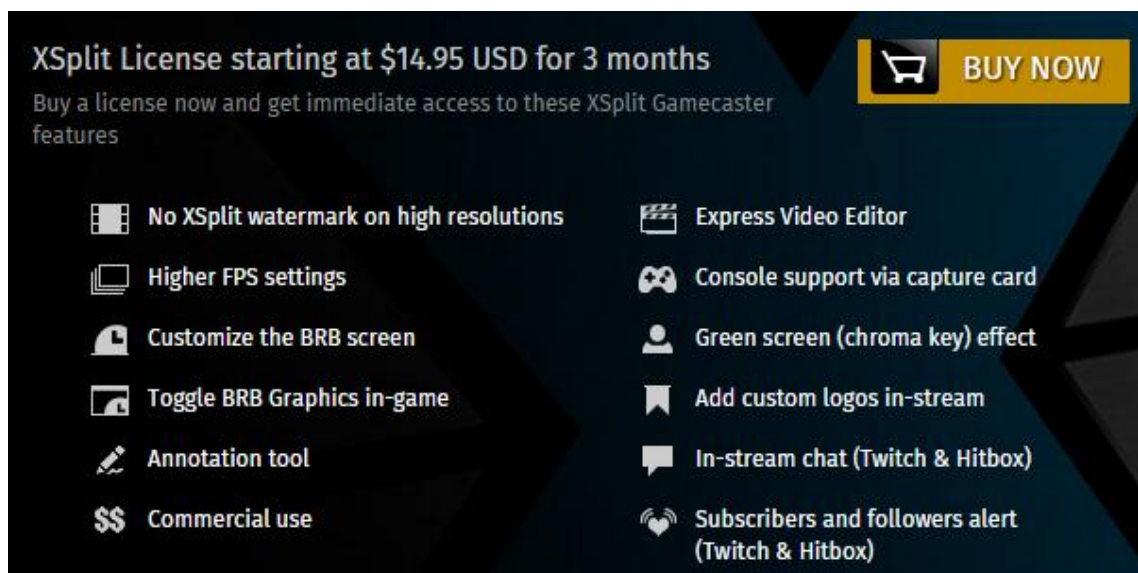 XSplit License starting at $14.95 USD for 3 months
BUY NOW
Buy a license now and get immediate access to these XSplit Gamecaster
features
No XSplit watermark on high resolutions
Higher FPS settings
Customize the BRB screen
Toggle BRB Graphics in-game
Annotation tool
$$ Commercial use
Express Video Editor
Console support via capture card
Green screen (chroma key) effect
Add custom logos in-stream
In-stream chat (Twitch & Hitbox)
Subscribers and followers alert
(Twitch & Hitbox)